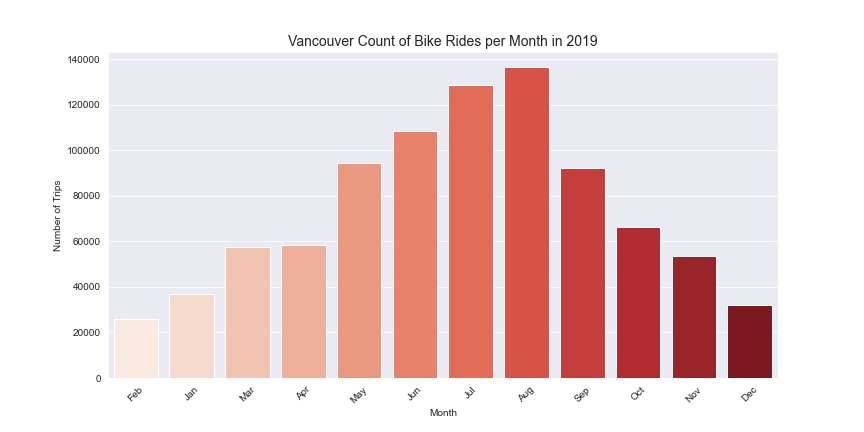 Vancouver Count of Bike Rides per Month in 2019
140000
120000
100000
80000
60000
40000
20000
0
Number of Trips
Feb
Jan
Mar
Apr
May
Jun
Jul
Aug
Sep
Oct
Nov
Dec
Month